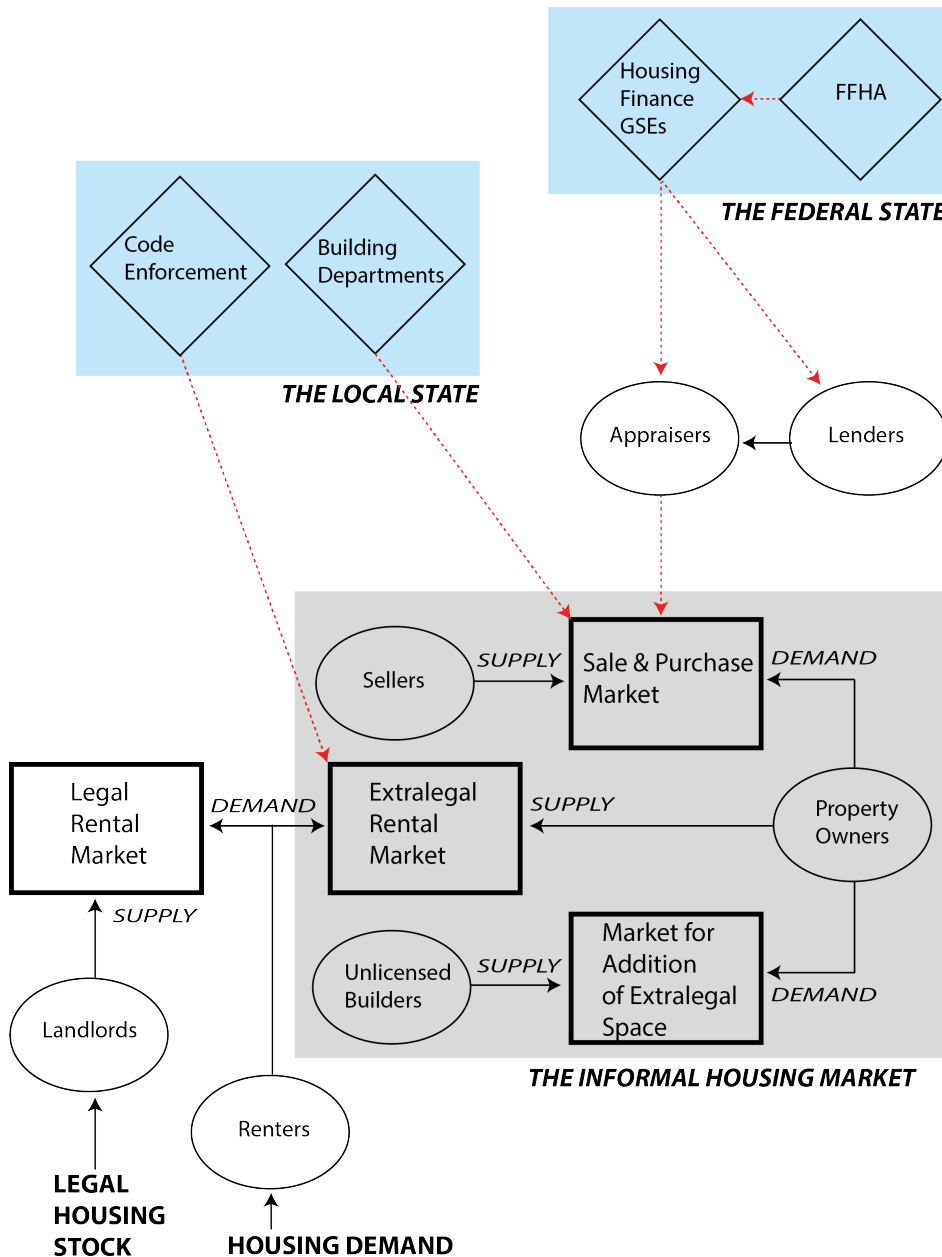 Housing
Finance
GSEs
FFHA
THE FEDERAL STATE
Code
Enforcement
Building
Departments
THE LOCAL STATE
Appraisers
Lenders
Sellers
SUPPLY
Sale & Purchase
Market
DEMAND
Legal
Rental
Market
DEMAND
Extralegal
Rental
Market
SUPPLY
Property
Owners
SUPPLY
Unlicensed
Builders
SUPPLY
Market for
Addition
of Extralegal
Space
DEMAND
Landlords
THE INFORMAL HOUSING MARKET
Renters
LEGAL
HOUSING
STOCK
HOUSING DEMAND